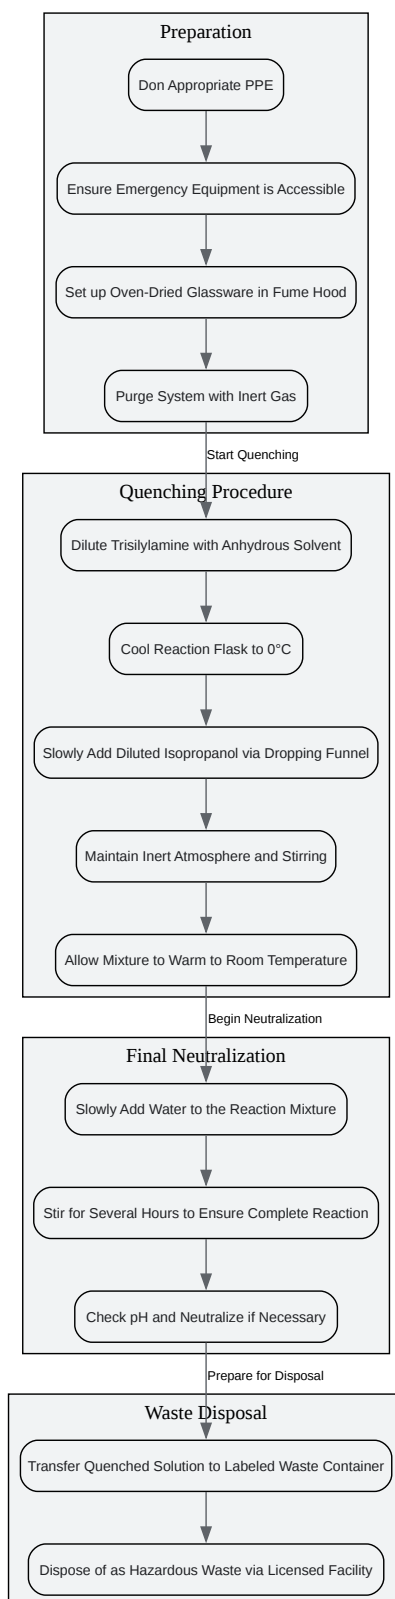 Preparation
Don Appropriate PPE
Ensure Emergency Equipment is Accessible
Set up Oven-Dried Glassware in Fume Hood
Purge System with Inert Gas
Start Quenching
Quenching Procedure
Dilute Trisilylamine with Anhydrous Solvent
Cool Reaction Flask to 0°C
Slowly Add Diluted Isopropanol via Dropping Funnel
Maintain Inert Atmosphere and Stirring
Allow Mixture to Warm to Room Temperature
Begin Neutralization
Final Neutralization
Slowly Add Water to the Reaction Mixture
Stir for Several Hours to Ensure Complete Reaction
Check pH and Neutralize if Necessary
Prepare for Disposal
Waste Disposal
Transfer Quenched Solution to Labeled Waste Container
Dispose of as Hazardous Waste via Licensed Facility